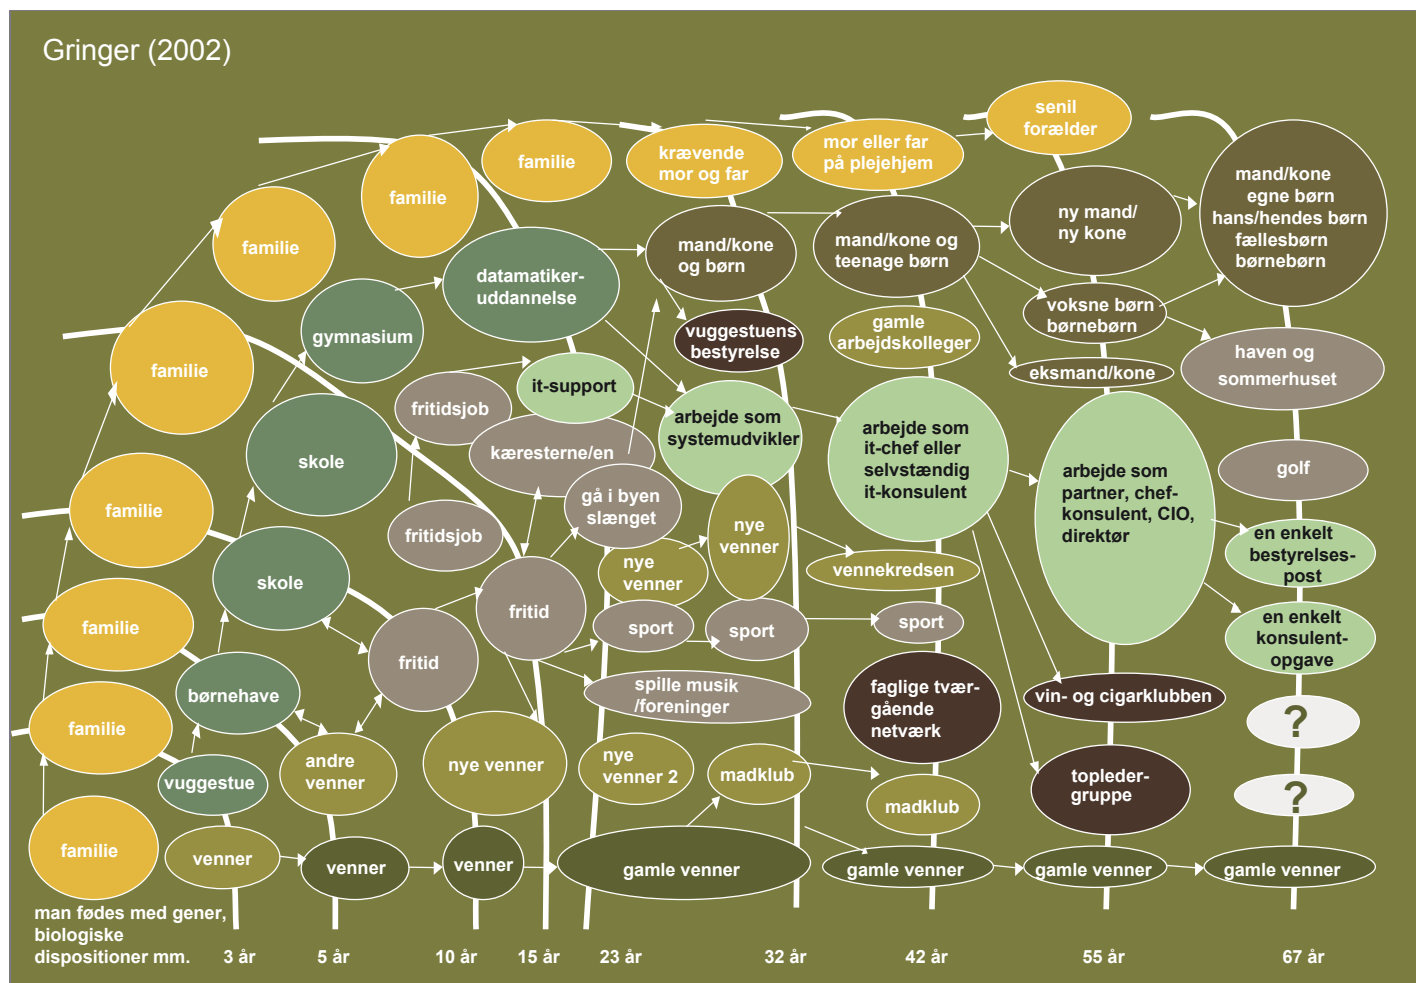 Gringer (2002)
familie
familie
familie
familie
familie
familie
familie
familie
krævende
mor og far
mor eller far
på plejehjem
senil
forælder
vuggestue
børnehave
skole
skole
gymnasium
datamatiker-
uddannelse
mand/kone
og børn
mand/kone og
teenage børn
ny mand/
ny kone
mand/kone
egne børn
hans/hendes børn
fællesbørn
børnebørn
vuggestuens
bestyrelse
gamle
arbejdskolleger
voksne børn
børnebørn
eksmand/kone
haven og
sommerhuset
fritidsjob
fritidsjob
it-support
kæresterne/en
gå i byen
slænget
arbejde som
systemudvikler
arbejde som
it-chef eller
selvstændig
it-konsulent
arbejde som
partner, chef-
konsulent, CIO,
direktør
golf
en enkelt
bestyrelses-
post
en enkelt
konsulent-
opgave
nye
venner
nye
venner
vennekredsen
fritid
fritid
sport
sport
sport
spille musik
/foreninger
faglige tvær-
gående
netværk
vin- og cigarklubben
?
?
andre
venner
nye venner
nye
venner 2
madklub
madklub
topleder-
gruppe
familie
venner
venner
venner
gamle venner
gamle venner
gamle venner
gamle venner
man fødes med gener,
biologiske
dispositioner mm.
3 år
5 år
10 år
15 år
23 år
32 år
42 år
55 år
67 år